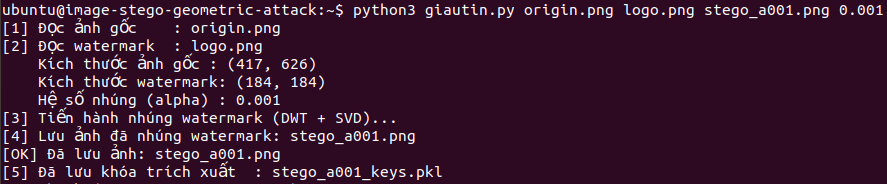 ubuntu@image-stego-geometric-attack:~$ python3 giautin.py origin.png logo.png stego_a001.png 0.001
[1] Đọc ảnh gốc    : origin.png
[2] Đọc watermark  : logo.png
    Kích thước ảnh gốc : (417, 626)
    Kích thước watermark: (184, 184)
    Hệ số nhúng (alpha) : 0.001
[3] Tiến hành nhúng watermark (DWT + SVD)...
[4] Lưu ảnh đã nhúng watermark: stego_a001.png
[OK] Đã lưu ảnh: stego_a001.png
[5] Đã lưu khóa trích xuất  : stego_a001_keys.pkl